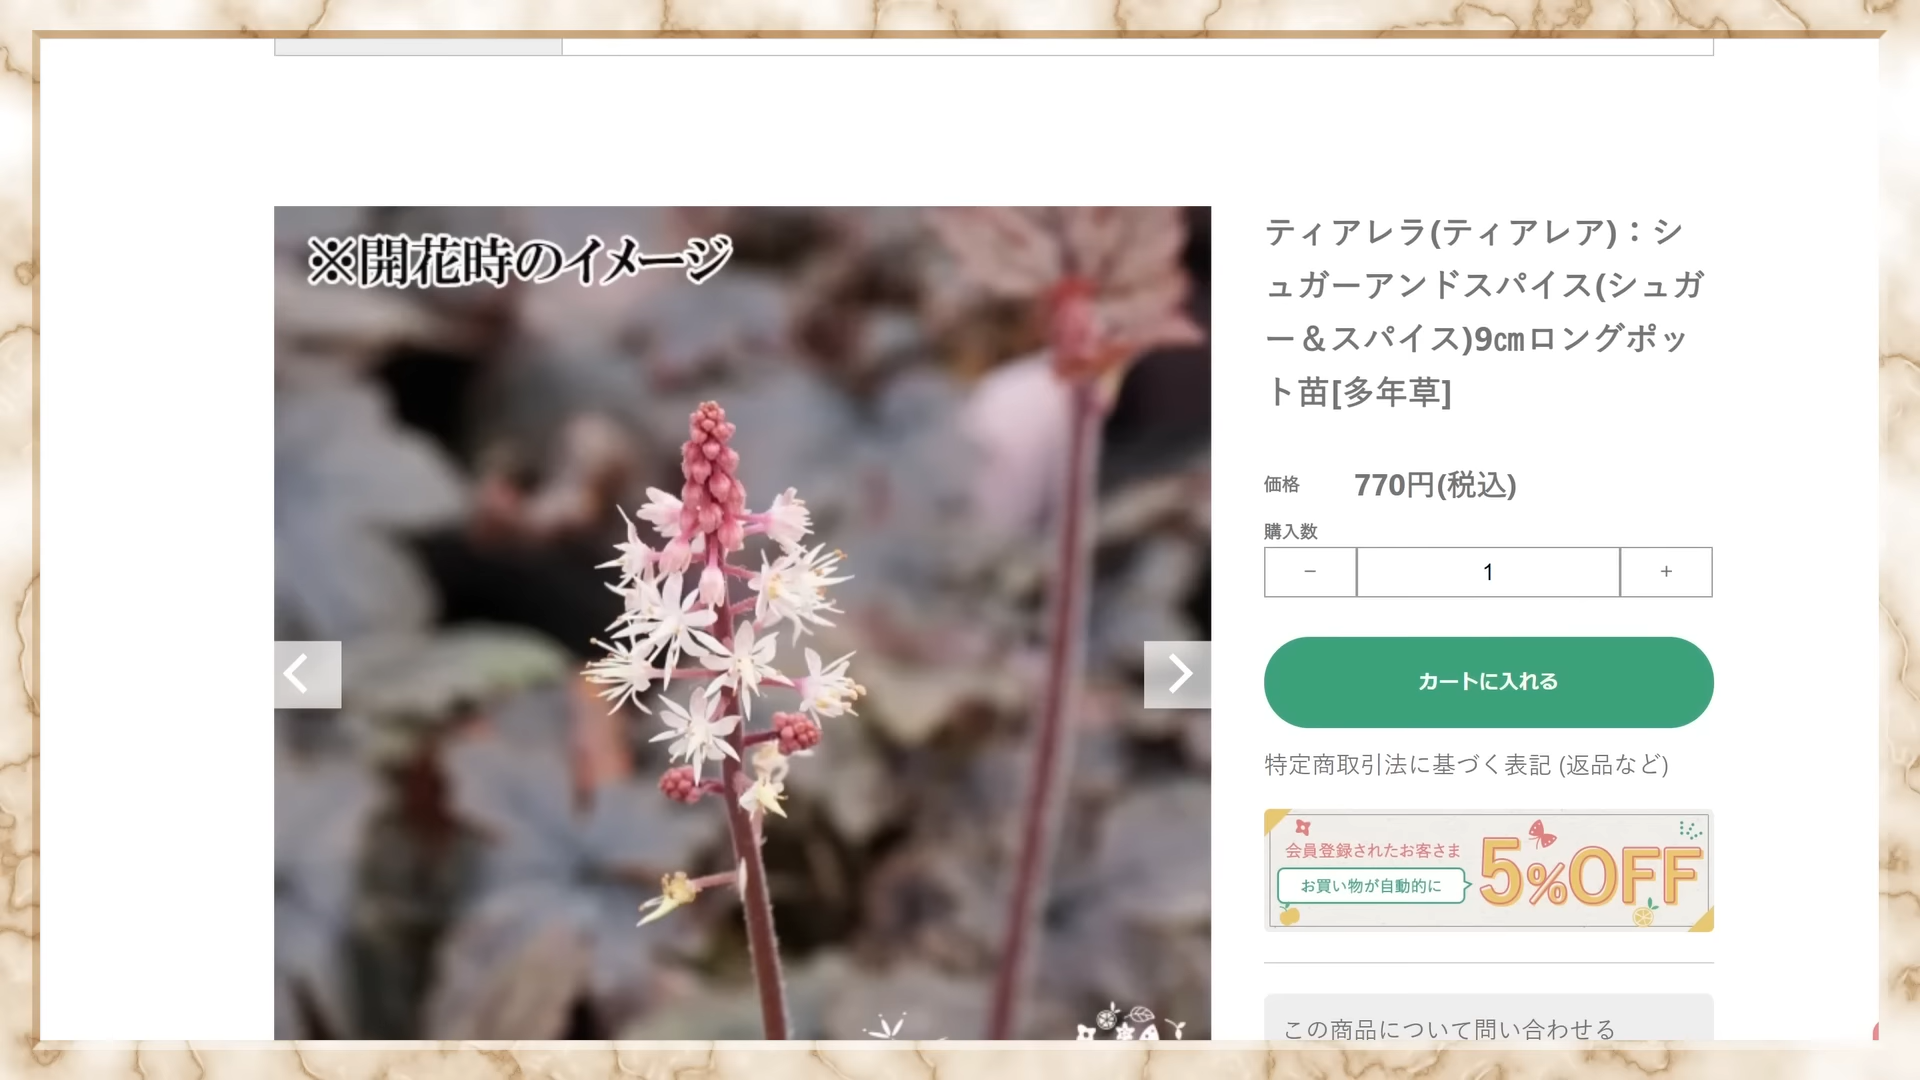 ※開花時のイメージ
ティアレラ(ティアレア)：シ
ュガーアンドスパイス(シュガ
ー＆スパイス)9㎝ロングポッ
ト苗[多年草]
価格 770円(税込)
購入数
− 1 +
カートに入れる
特定商取引法に基づく表記 (返品など)
会員登録されたお客さま
お買い物が自動的に
5%OFF
この商品について問い合わせる